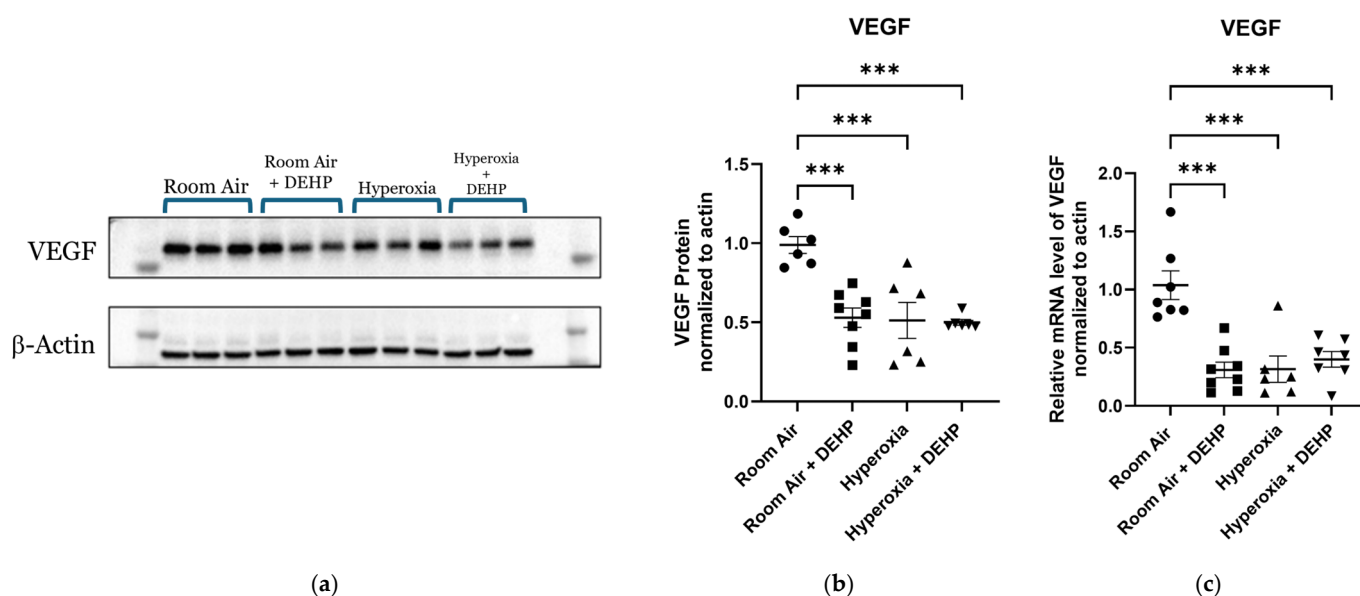 Room Air
Room Air
+ DEHP
Hyperoxia
Hyperoxia
+
DEHP
VEGF
β-Actin
(a)
VEGF
***
***
***
VEGF Protein
normalized to actin
1.5
1.0
0.5
0.0
Room Air
Room Air + DEHP
Hyperoxia
Hyperoxia + DEHP
(b)
VEGF
***
***
***
Relative mRNA level of VEGF
normalized to actin
2.0
1.5
1.0
0.5
0.0
Room Air
Room Air + DEHP
Hyperoxia
Hyperoxia + DEHP
(c)